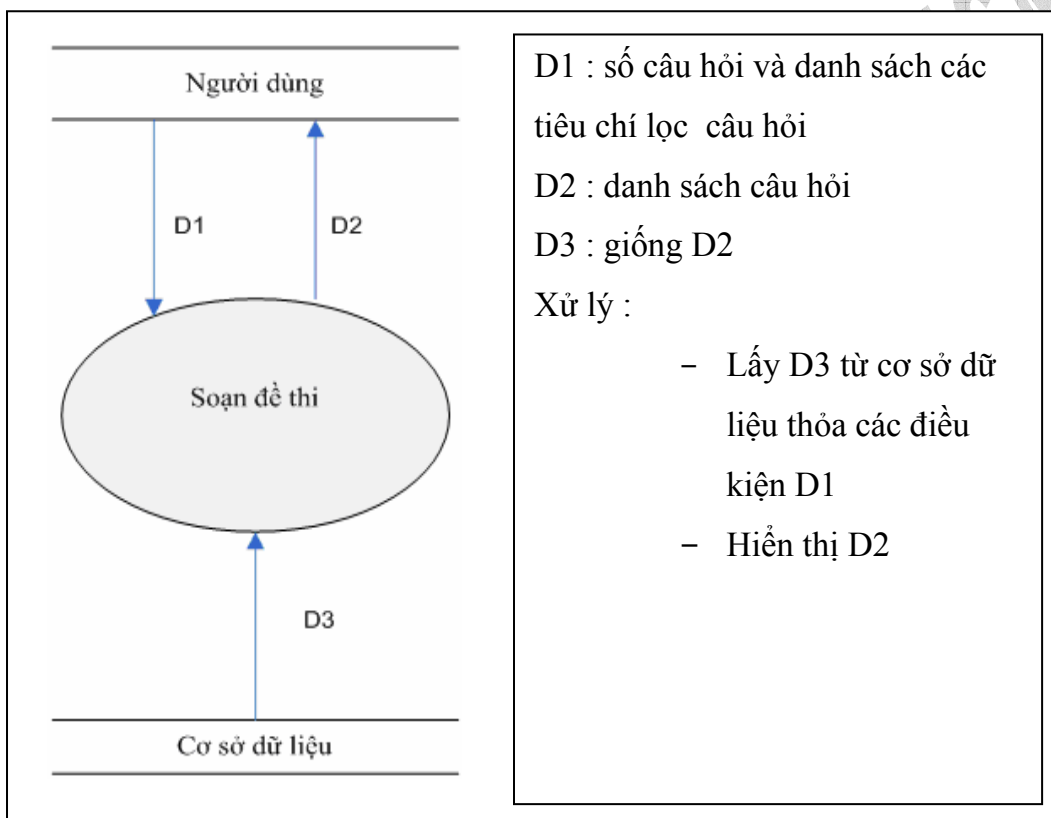 Người dùng
D1
D2
Soạn đề thi
D3
Cơ sở dữ liệu
D1 : số câu hỏi và danh sách các
tiêu chí lọc câu hỏi
D2 : danh sách câu hỏi
D3 : giống D2
Xử lý :
– Lấy D3 từ cơ sở dữ
liệu thỏa các điều
kiện D1
– Hiển thị D2